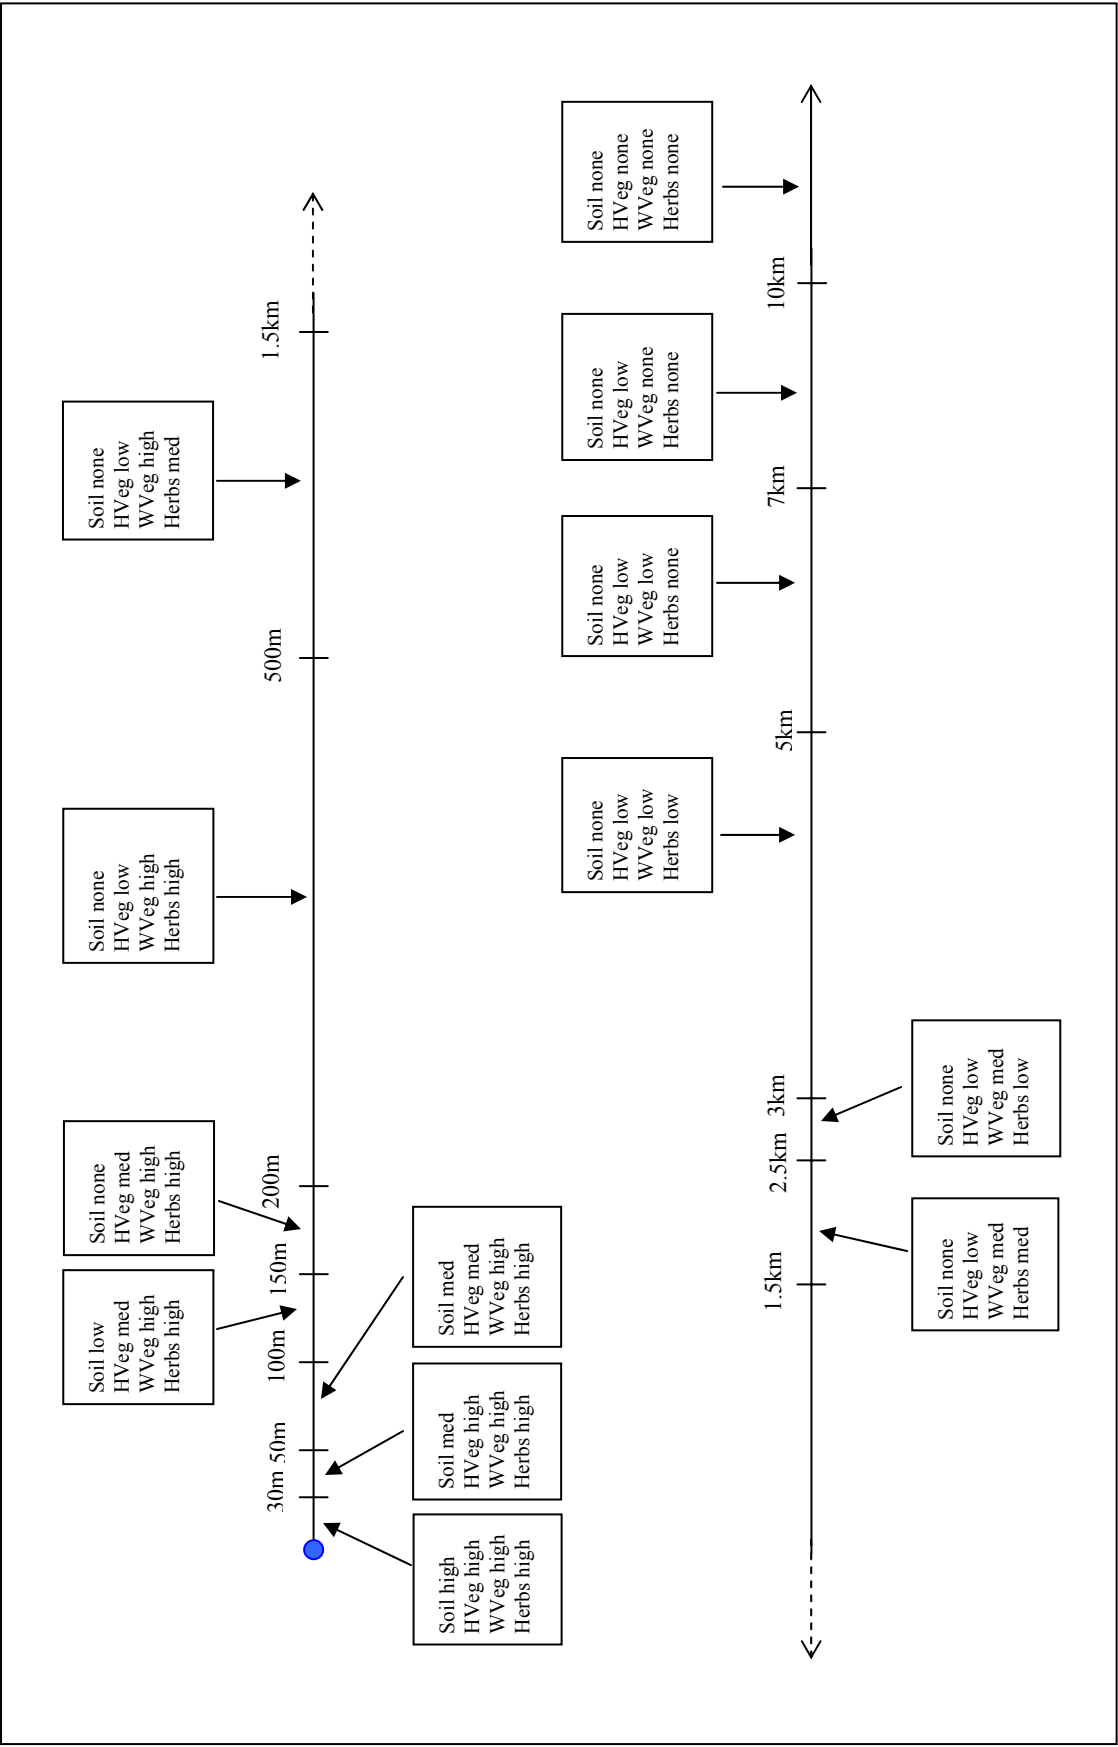 Soil low
HVeg med
WVeg high
Herbs high
Soil none
HVeg med
WVeg high
Herbs high
Soil none
HVeg low
WVeg high
Herbs high
Soil none
HVeg low
WVeg high
Herbs med
30m
50m
100m
150m
200m
500m
1.5km
Soil high
HVeg high
WVeg high
Herbs high
Soil med
HVeg high
WVeg high
Herbs high
Soil med
HVeg med
WVeg high
Herbs high
Soil none
HVeg low
WVeg low
Herbs low
Soil none
HVeg low
WVeg low
Herbs none
Soil none
HVeg low
WVeg none
Herbs none
Soil none
HVeg none
WVeg none
Herbs none
1.5km
2.5km
3km
5km
7km
10km
Soil none
HVeg low
WVeg med
Herbs med
Soil none
HVeg low
WVeg med
Herbs low